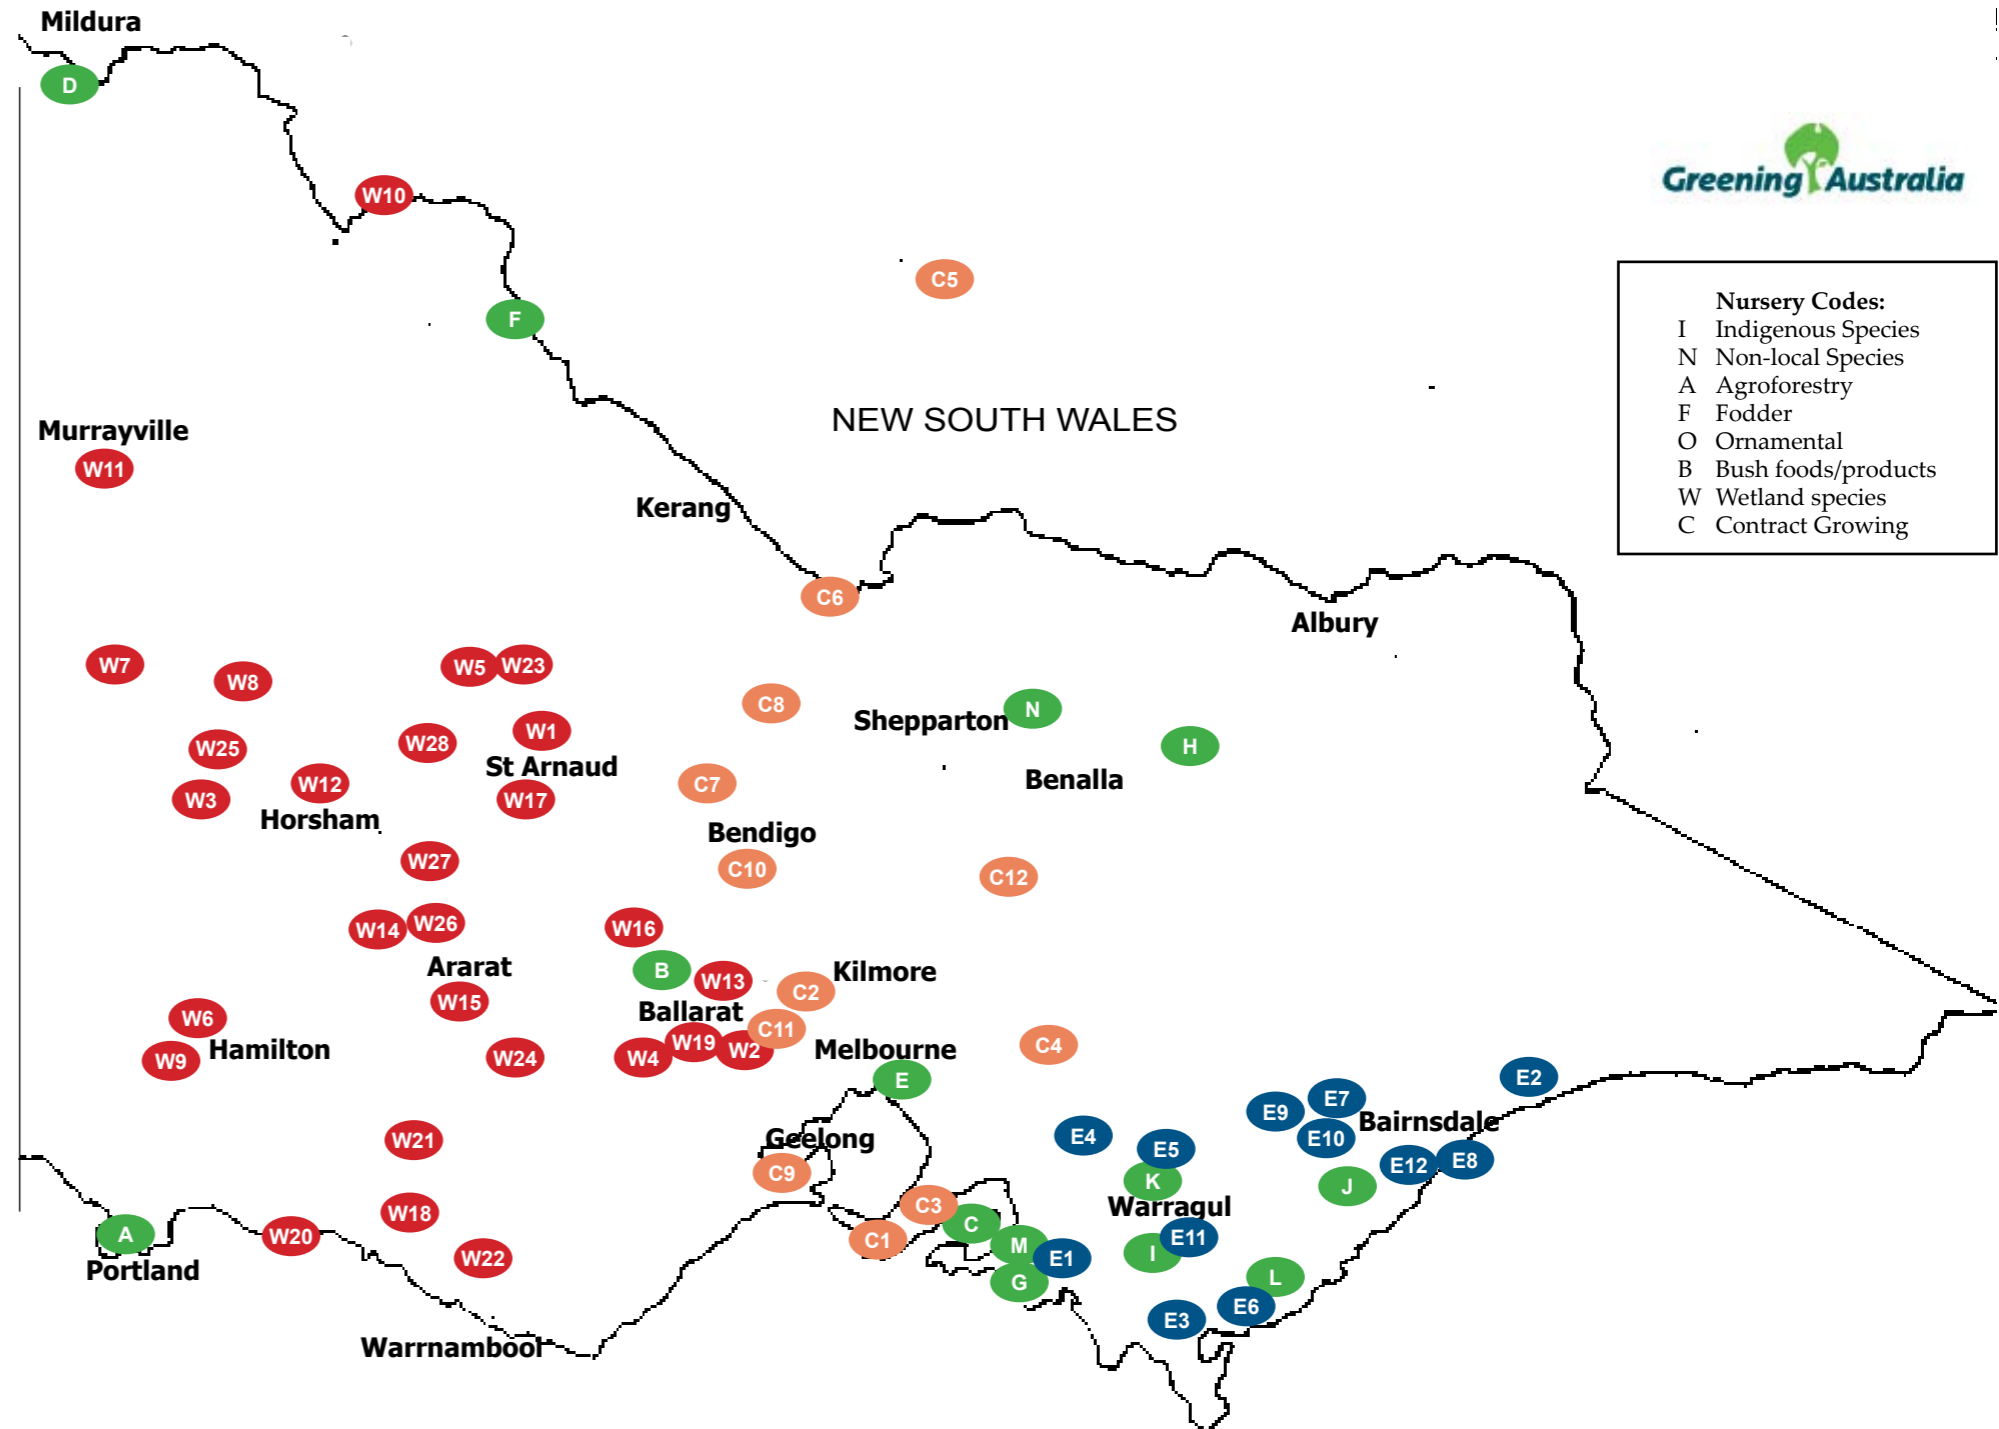 Mildura
D
W10
Greening Australia
C5
Nursery Codes:
I Indigenous Species
N Non-local Species
A Agroforestry
F Fodder
O Ornamental
B Bush foods/products
W Wetland species
C Contract Growing
F
NEW SOUTH WALES
Murrayville
W11
Kerang
C6
Albury
W7
W8
W5
W23
C8
Shepparton
N
W25
W28
W1
H
St Arnaud
Benalla
W3
W12
W17
C7
Horsham
Bendigo
W27
C10
C12
W14
W26
W16
Ararat
B
W13
Kilmore
C2
W15
Ballarat
W6
C11
Hamilton
W9
W24
W4
W19
W2
Melbourne
C4
E
E2
E7
E9
Bairnsdale
W21
Geelong
E4
E10
E5
E12
E8
C9
K
J
Warragul
W18
C3
C
A
W20
C1
M
E11
Portland
W22
E1
I
G
L
E6
E3
Warrnambool